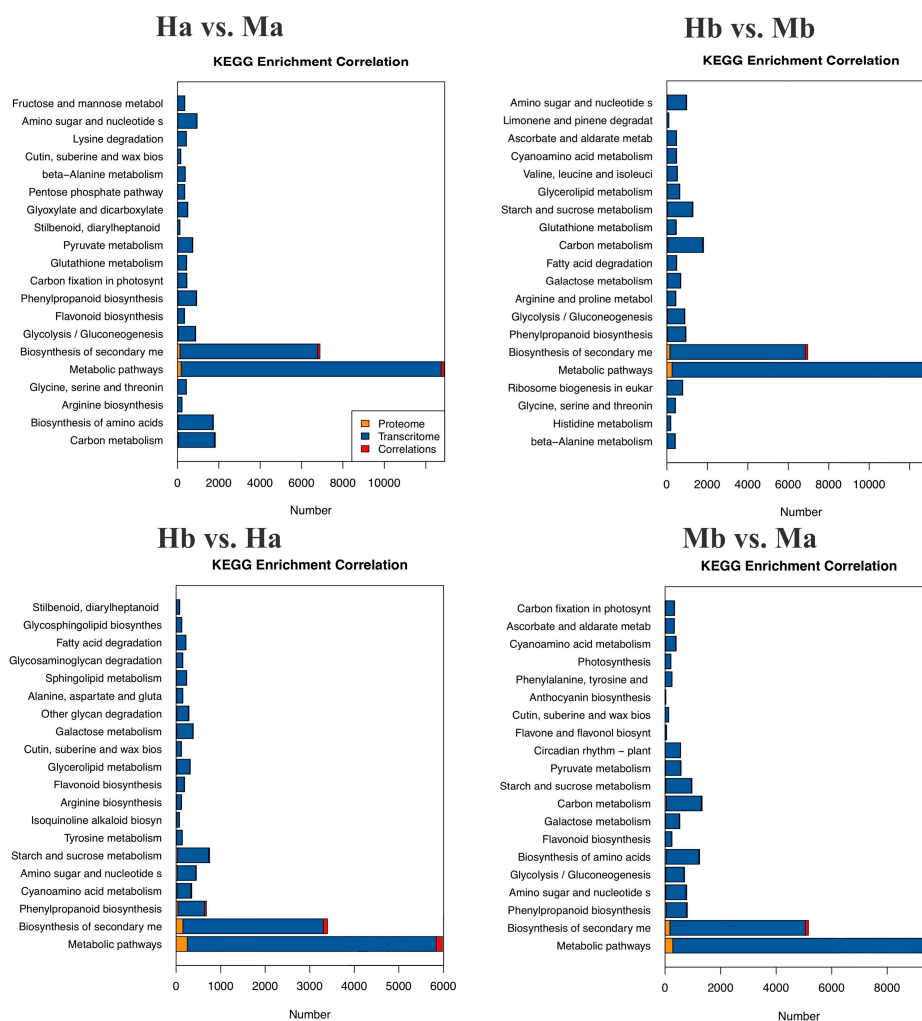 Ha vs. Ma
KEGG Enrichment Correlation
Fructose and mannose metabol
Amino sugar and nucleotide s
Lysine degradation
Cutin, suberine and wax bios
beta−Alanine metabolism
Pentose phosphate pathway
Glyoxylate and dicarboxylate
Stilbenoid, diarylheptanoid
Pyruvate metabolism
Glutathione metabolism
Carbon fixation in photosynt
Phenylpropanoid biosynthesis
Flavonoid biosynthesis
Glycolysis / Gluconeogenesis
Biosynthesis of secondary me
Metabolic pathways
Glycine, serine and threonin
Arginine biosynthesis
Biosynthesis of amino acids
Carbon metabolism
Proteome
Transcritome
Correlations
0 2000 4000 6000 8000 10000
Number
Hb vs. Mb
KEGG Enrichment Correlation
Amino sugar and nucleotide s
Limonene and pinene degradat
Ascorbate and aldarate metab
Cyanoamino acid metabolism
Valine, leucine and isoleuci
Glycerolipid metabolism
Starch and sucrose metabolism
Glutathione metabolism
Carbon metabolism
Fatty acid degradation
Galactose metabolism
Arginine and proline metabol
Glycolysis / Gluconeogenesis
Phenylpropanoid biosynthesis
Biosynthesis of secondary me
Metabolic pathways
Ribosome biogenesis in eukar
Glycine, serine and threonin
Histidine metabolism
beta−Alanine metabolism
0 2000 4000 6000 8000 10000
Number
Hb vs. Ha
KEGG Enrichment Correlation
Stilbenoid, diarylheptanoid
Glycosphingolipid biosynthes
Fatty acid degradation
Glycosaminoglycan degradation
Sphingolipid metabolism
Alanine, aspartate and gluta
Other glycan degradation
Galactose metabolism
Cutin, suberine and wax bios
Glycerolipid metabolism
Flavonoid biosynthesis
Arginine biosynthesis
Isoquinoline alkaloid biosyn
Tyrosine metabolism
Starch and sucrose metabolism
Amino sugar and nucleotide s
Cyanoamino acid metabolism
Phenylpropanoid biosynthesis
Biosynthesis of secondary me
Metabolic pathways
0 1000 2000 3000 4000 5000 6000
Number
Mb vs. Ma
KEGG Enrichment Correlation
Carbon fixation in photosynt
Ascorbate and aldarate metab
Cyanoamino acid metabolism
Photosynthesis
Phenylalanine, tyrosine and
Anthocyanin biosynthesis
Cutin, suberine and wax bios
Flavone and flavonol biosynt
Circadian rhythm − plant
Pyruvate metabolism
Starch and sucrose metabolism
Carbon metabolism
Galactose metabolism
Flavonoid biosynthesis
Biosynthesis of amino acids
Glycolysis / Gluconeogenesis
Amino sugar and nucleotide s
Phenylpropanoid biosynthesis
Biosynthesis of secondary me
Metabolic pathways
0 2000 4000 6000 8000
Number